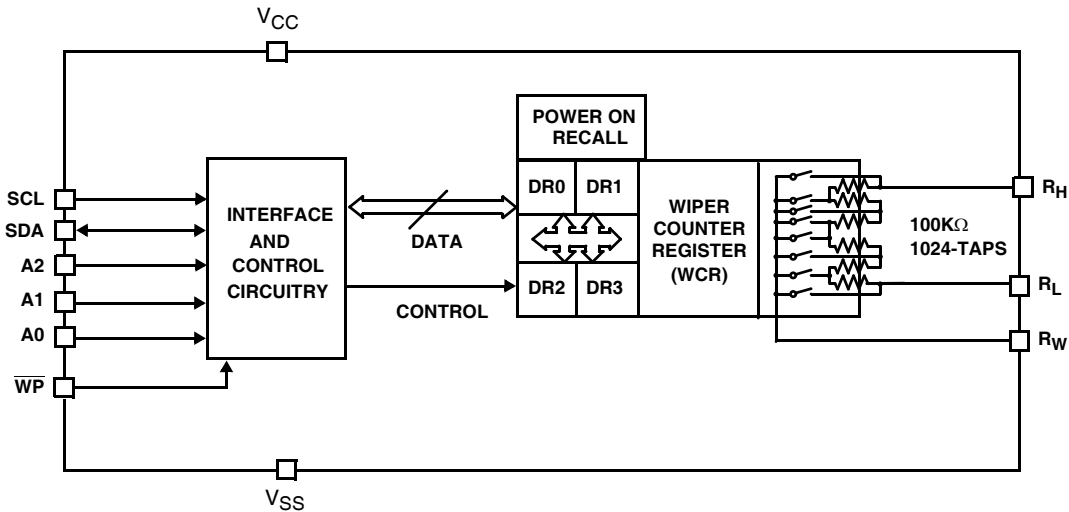 VCC
POWER ON
RECALL
SCL
SDA
A2
A1
A0
WP
INTERFACE
AND
CONTROL
CIRCUITRY
DATA
CONTROL
DR0
DR1
DR2
DR3
WIPER
COUNTER
REGISTER
(WCR)
100KΩ
1024-TAPS
RH
RL
RW
VSS